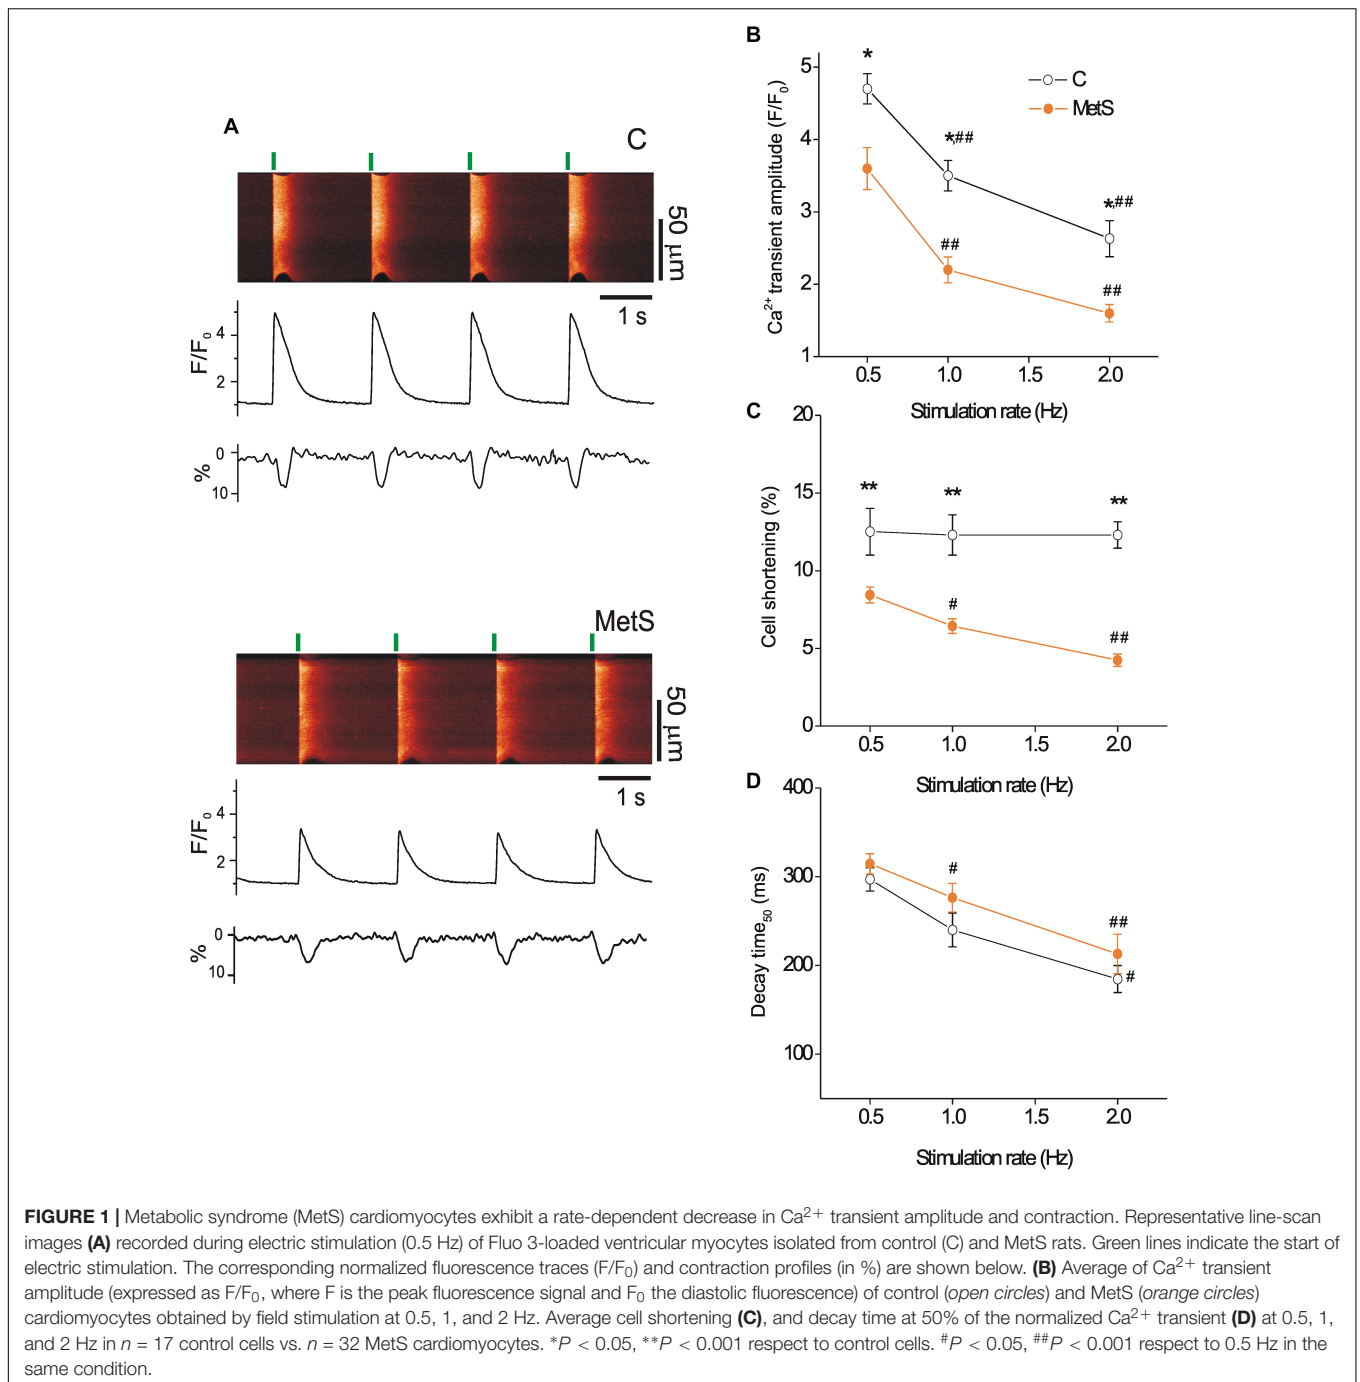 A
C
50 μm
1 s
F/F0
4
2
%
0
10
MetS
50 μm
1 s
F/F0
4
2
%
0
10
B
C
MetS
Ca2+ transient amplitude (F/F0)
5
4
3
2
1
*
*,##
*,##
##
##
0.5 1.0 1.5 2.0
Stimulation rate (Hz)
C
Cell shortening (%)
20
15
10
5
0
** ** **
#
##
0.5 1.0 1.5 2.0
Stimulation rate (Hz)
D
Decay time50 (ms)
400
300
200
100
#
##
#
0.5 1.0 1.5 2.0
Stimulation rate (Hz)
FIGURE 1 | Metabolic syndrome (MetS) cardiomyocytes exhibit a rate-dependent decrease in Ca2+ transient amplitude and contraction. Representative line-scan
images (A) recorded during electric stimulation (0.5 Hz) of Fluo 3-loaded ventricular myocytes isolated from control (C) and MetS rats. Green lines indicate the start of
electric stimulation. The corresponding normalized fluorescence traces (F/F0) and contraction profiles (in %) are shown below. (B) Average of Ca2+ transient
amplitude (expressed as F/F0, where F is the peak fluorescence signal and F0 the diastolic fluorescence) of control (open circles) and MetS (orange circles)
cardiomyocytes obtained by field stimulation at 0.5, 1, and 2 Hz. Average cell shortening (C), and decay time at 50% of the normalized Ca2+ transient (D) at 0.5, 1,
and 2 Hz in n = 17 control cells vs. n = 32 MetS cardiomyocytes. *P < 0.05, **P < 0.001 respect to control cells. #P < 0.05, ##P < 0.001 respect to 0.5 Hz in the
same condition.